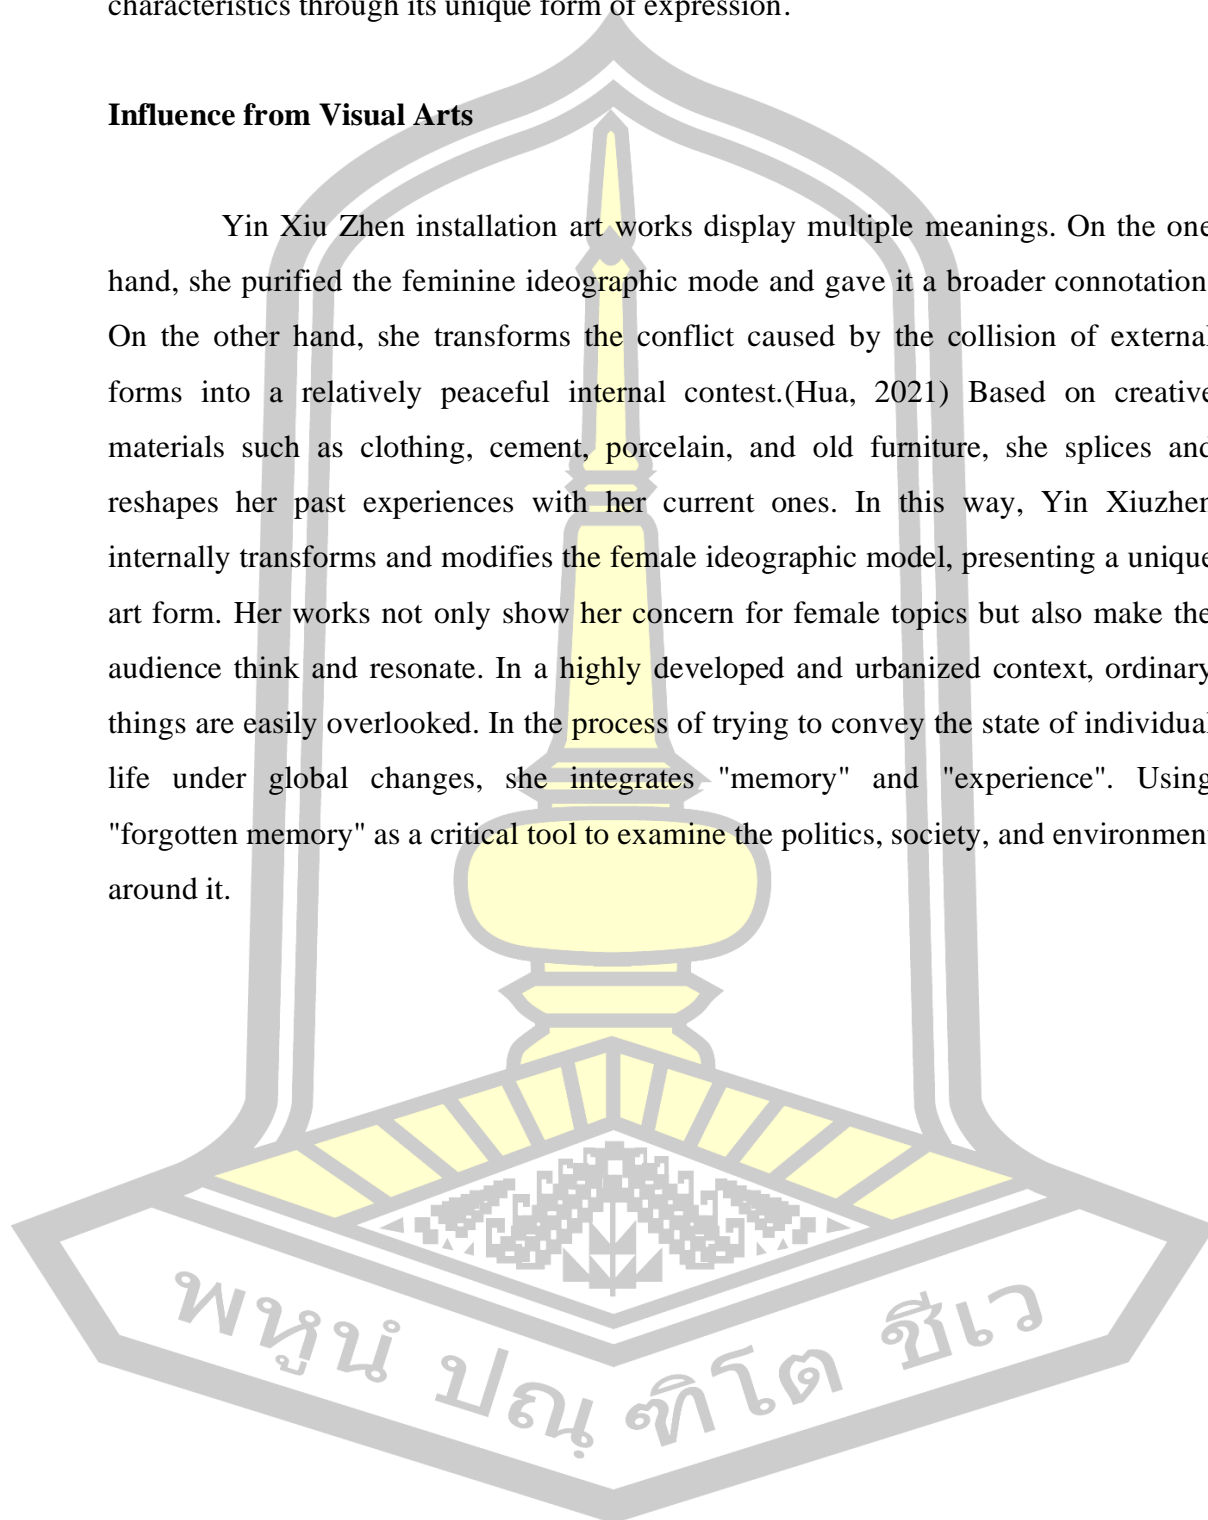 characteristics through its unique form of expression.
Influence from Visual Arts
Yin Xiu Zhen installation art works display multiple meanings. On the one
hand, she purified the feminine ideographic mode and gave it a broader connotation
On the other hand, she transforms the conflict caused by the collision of external
forms into a relatively peaceful internal contest.(Hua, 2021) Based on creative
materials such as clothing, cement, porcelain, and old furniture, she splices and
reshapes her past experiences with her current ones. In this way, Yin Xiuzhen
internally transforms and modifies the female ideographic model, presenting a unique
art form. Her works not only show her concern for female topics but also make the
audience think and resonate. In a highly developed and urbanized context, ordinary
things are easily overlooked. In the process of trying to convey the state of individual
life under global changes, she integrates "memory" and "experience". Using
"forgotten memory" as a critical tool to examine the politics, society, and environment
around it.
พหูนํ ปณฺฑิโต ชีเว